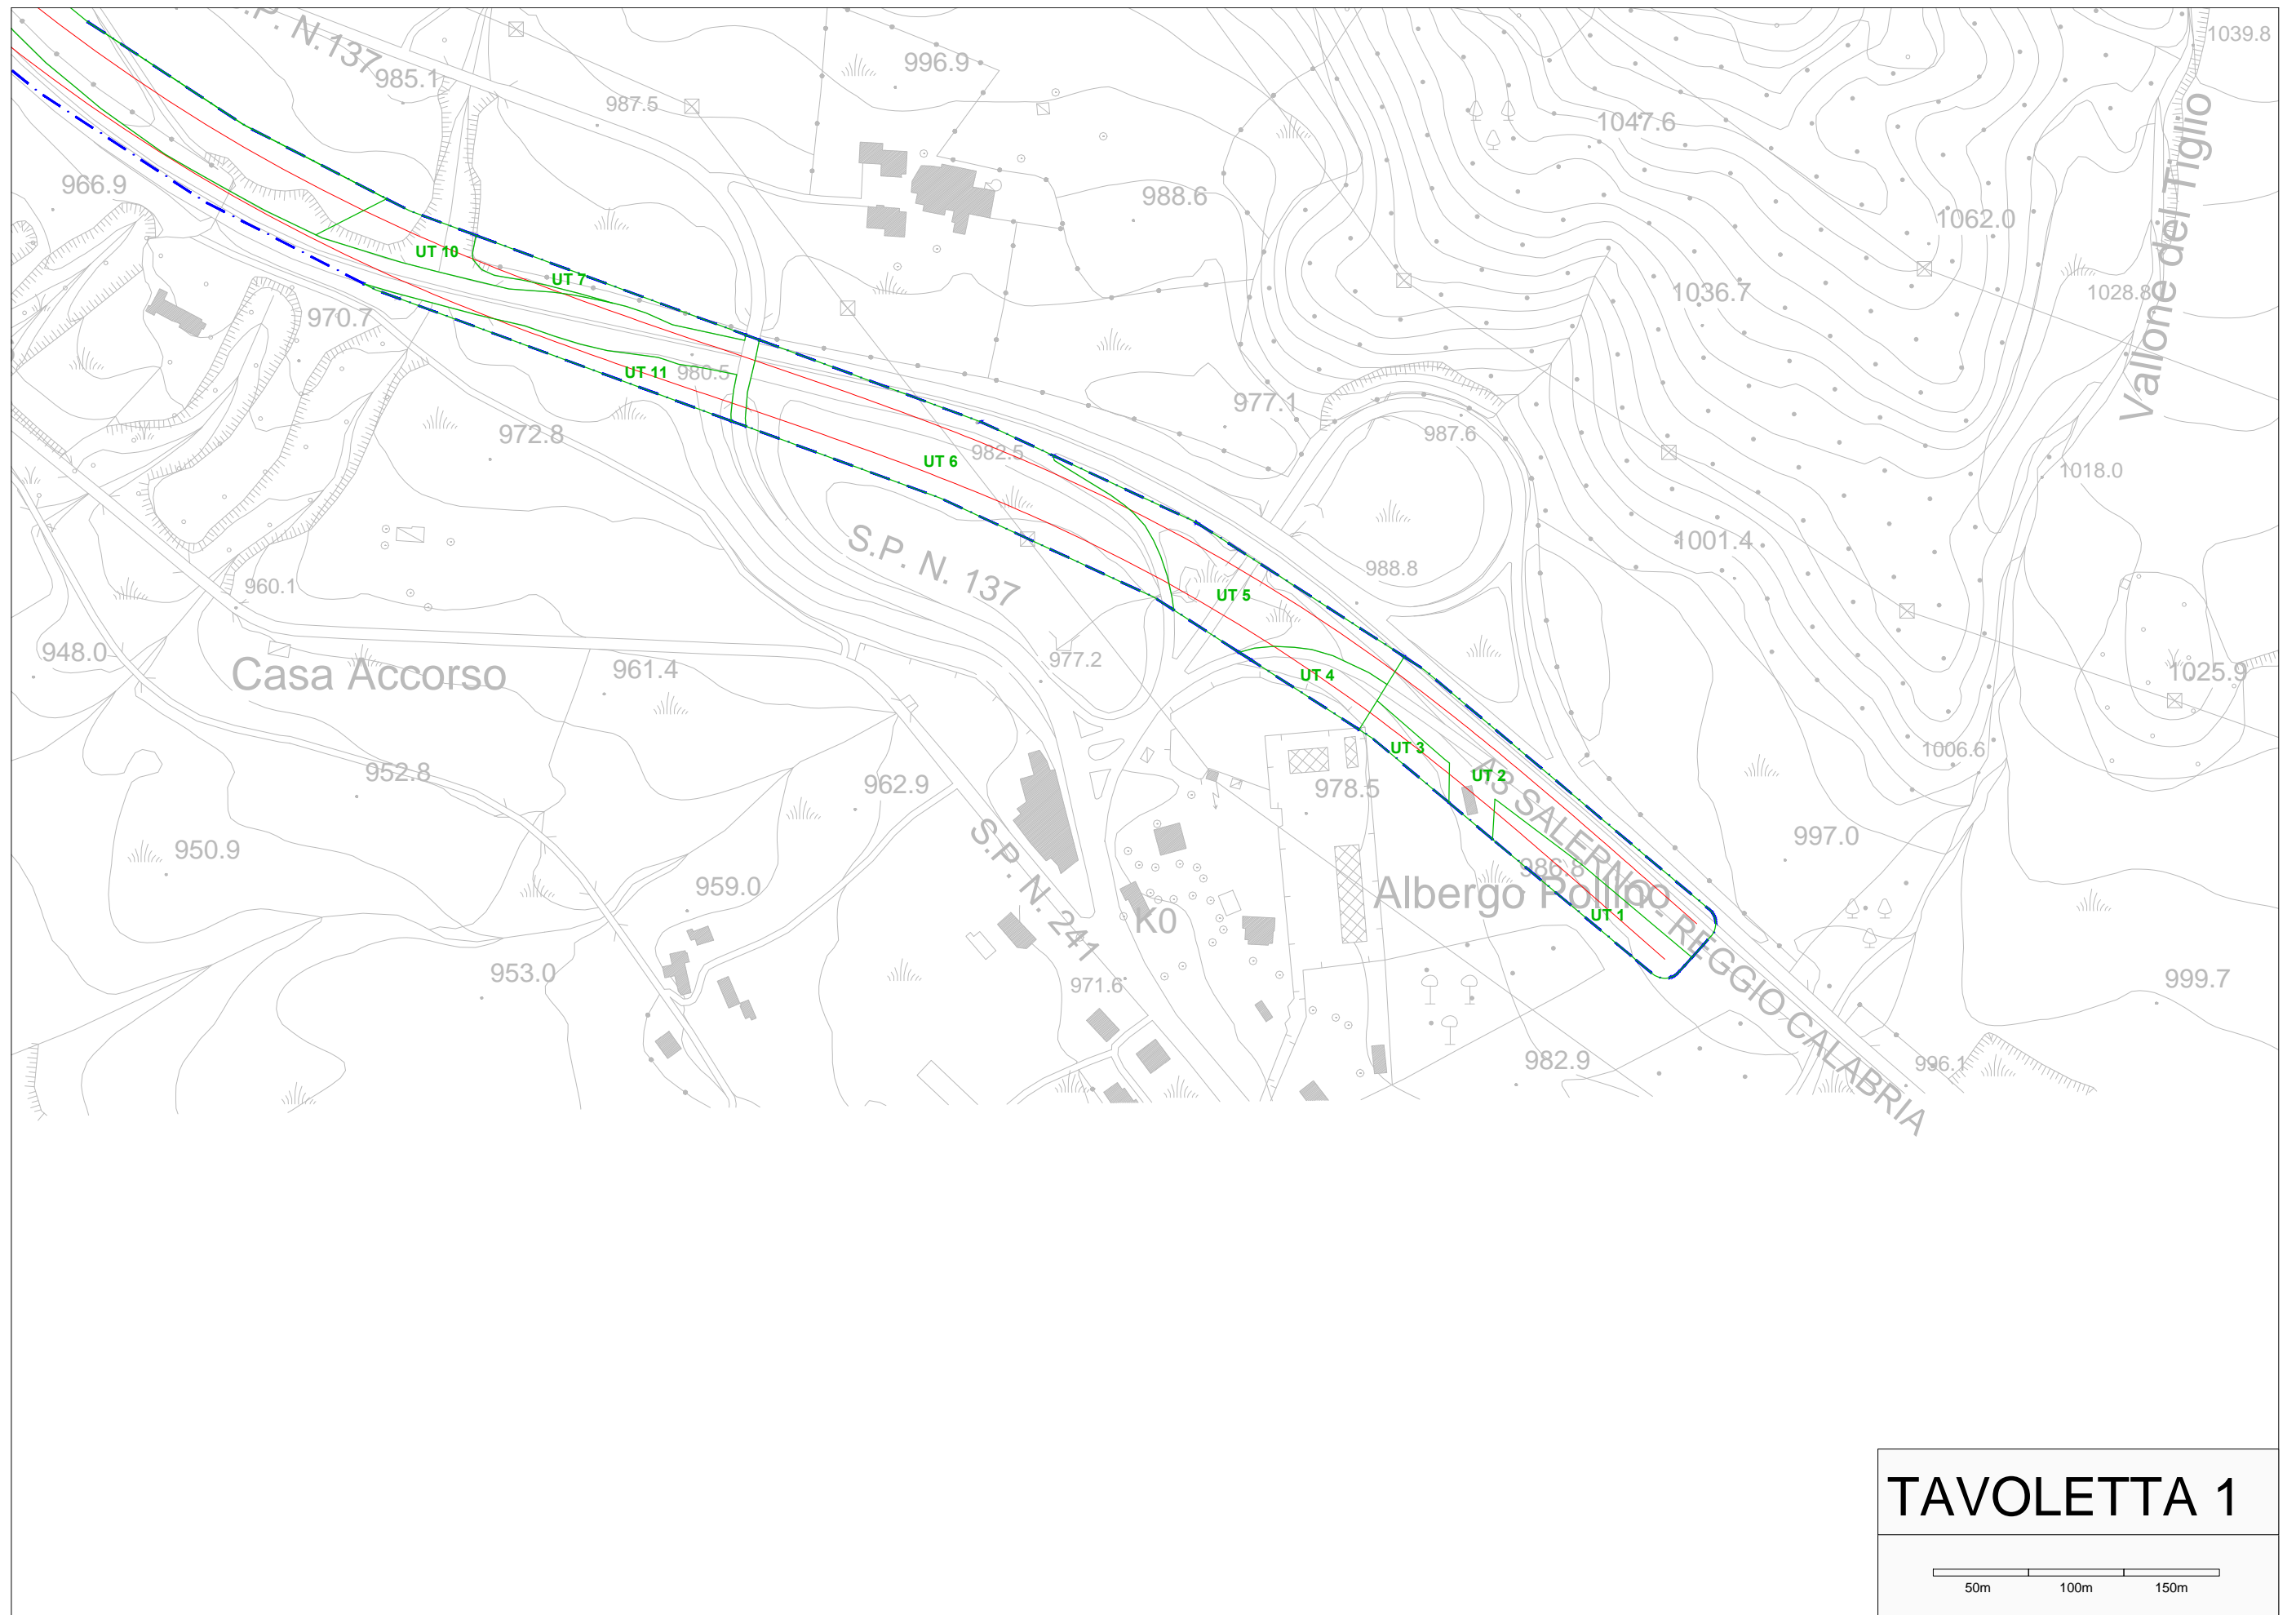 S.P. N.137
985.1
987.5
996.9
1039.8
1047.6
966.9
988.6
1062.0
Vallone del Tiglio
UT 10
UT 7
1036.7
1028.8
970.7
UT 11
980.5
977.1
972.8
987.6
UT 6
982.5
1018.0
S.P. N. 137
1001.4
988.8
960.1
UT 5
948.0
Casa Accorso
961.4
977.2
UT 4
1025.9
1006.6
UT 3
UT 2
952.8
962.9
978.5
A3 SALERNO - REGGIO CALABRIA
997.0
950.9
S.P. N. 241
959.0
986.8
Albergo Pollino
UT 1
K0
953.0
971.6
999.7
982.9
996.1
TAVOLETTA 1
50m
100m
150m